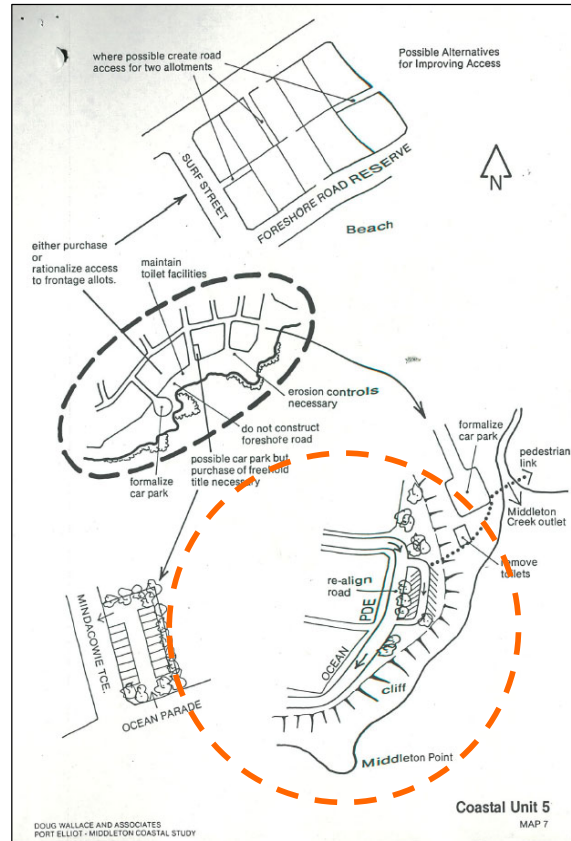 where possible create road
access for two allotments
Possible Alternatives
for Improving Access
N
SURF STREET
FORESHORE ROAD RESERVE
Beach
either purchase
or
rationalize access
to frontage allots.
maintain
toilet facilities
erosion controls
necessary
do not construct
foreshore road
formalize
car park
possible car park but
purchase of freehold
title necessary
formalize
car park
pedestrian
link
Middleton
Creek outlet
remove
toilets
re-align
road
OCEAN PDE
cliff
Middleton Point
MINDACOWIE TCE.
OCEAN PARADE
Coastal Unit 5
MAP 7
DOUG WALLACE AND ASSOCIATES
PORT ELLIOT - MIDDLETON COASTAL STUDY